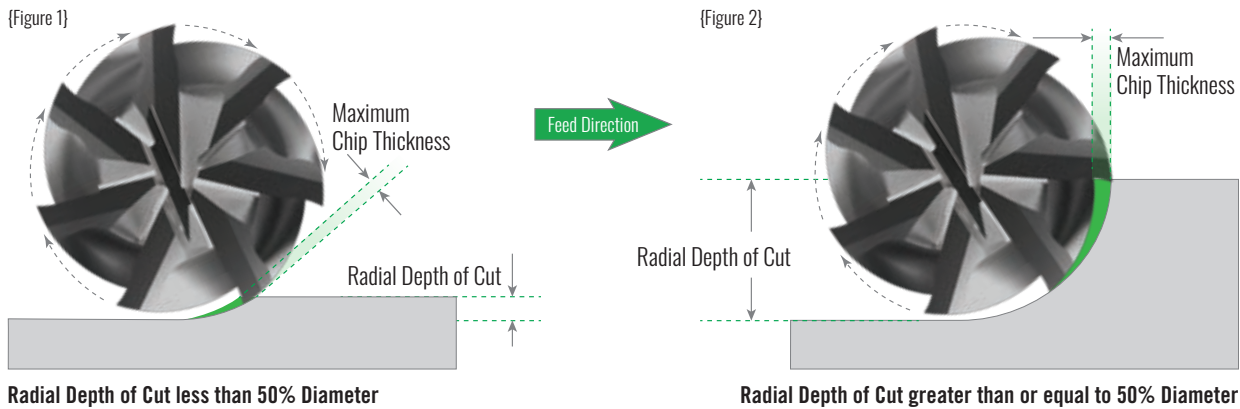 {Figure 1}
Maximum
Chip Thickness
Radial Depth of Cut
Radial Depth of Cut less than 50% Diameter
Feed Direction
{Figure 2}
Maximum
Chip Thickness
Radial Depth of Cut
Radial Depth of Cut greater than or equal to 50% Diameter